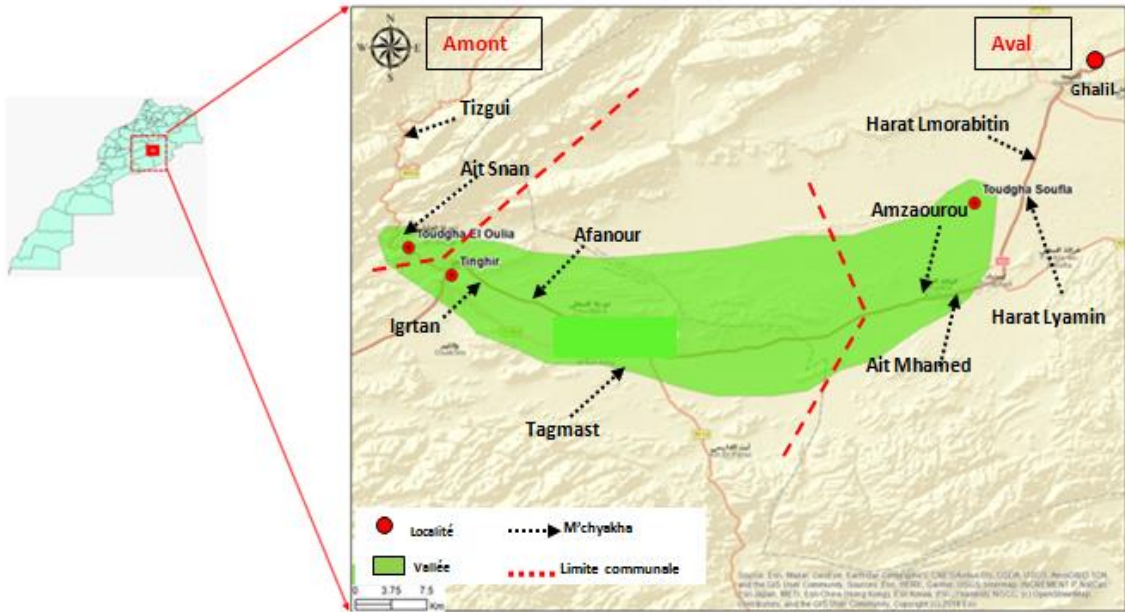 Amont
Aval
N
W
E
S
Ghalil
Tizgui
Harat Lmorabitin
Ait Snan
Toudgha Soufla
Amzaourou
Toudgha El Oulia
Afanour
Tinghir
Igrtan
Harat Lyamin
Ait Mhamed
Tagmast
Localité
M'chyakha
Vallée
Limite communale
0 3.75 7.5
Km